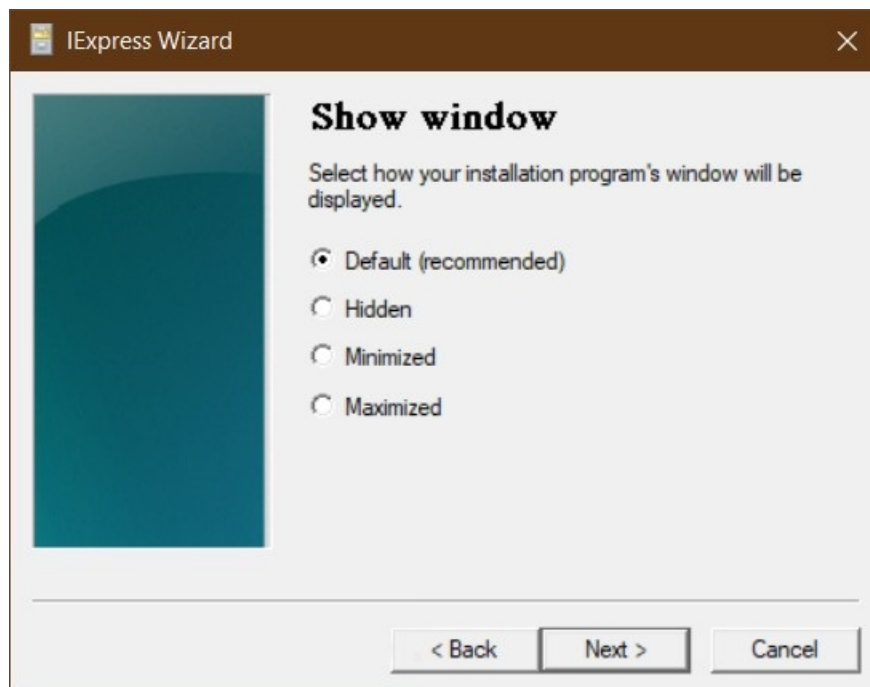 IExpress Wizard
Show window
Select how your installation program's window will be
displayed.
Default (recommended)
Hidden
Minimized
Maximized
< Back
Next >
Cancel